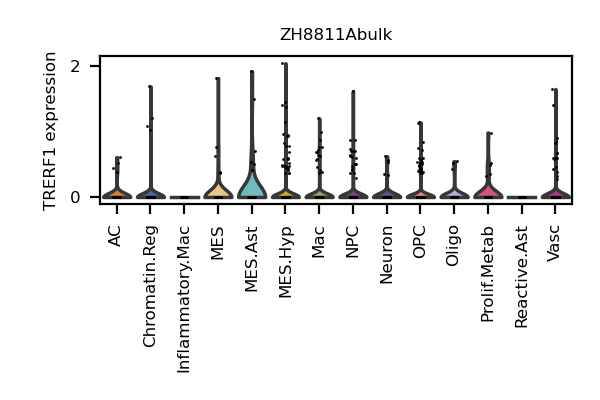 ZH8811Abulk
TRERF1 expression
2
0
AC
Chromatin.Reg
Inflammatory.Mac
MES
MES.Ast
MES.Hyp
Mac
NPC
Neuron
OPC
Oligo
Prolif.Metab
Reactive.Ast
Vasc